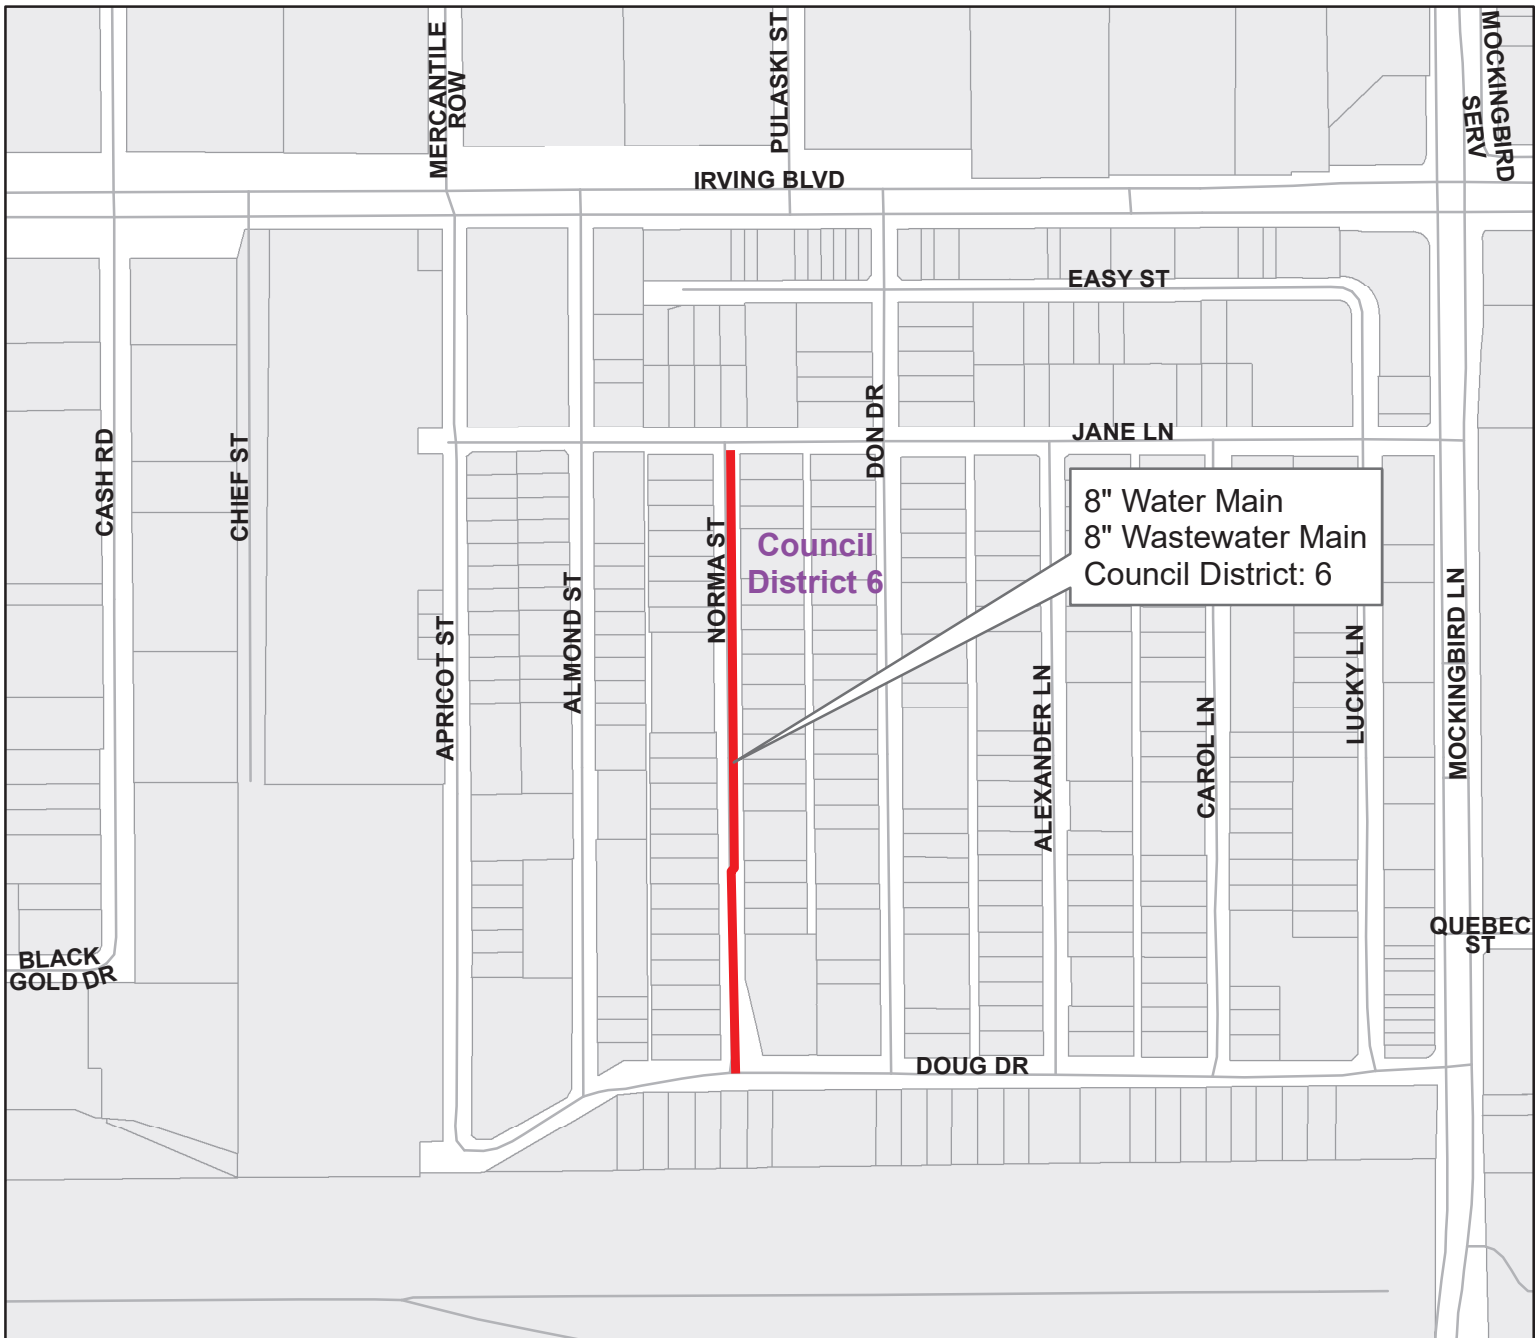 MERCANTILE
ROW
PULASKI ST
MOCKINGBIRD
SERV
IRVING BLVD
EASY ST
JANE LN
DON DR
CASH RD
CHIEF ST
8" Water Main
8" Wastewater Main
Council District: 6
Council
District 6
NORMA ST
ALMOND ST
APRICOT ST
ALEXANDER LN
CAROL LN
LUCKY LN
MOCKINGBIRD LN
QUEBEC
ST
BLACK
GOLD DR
DOUG DR